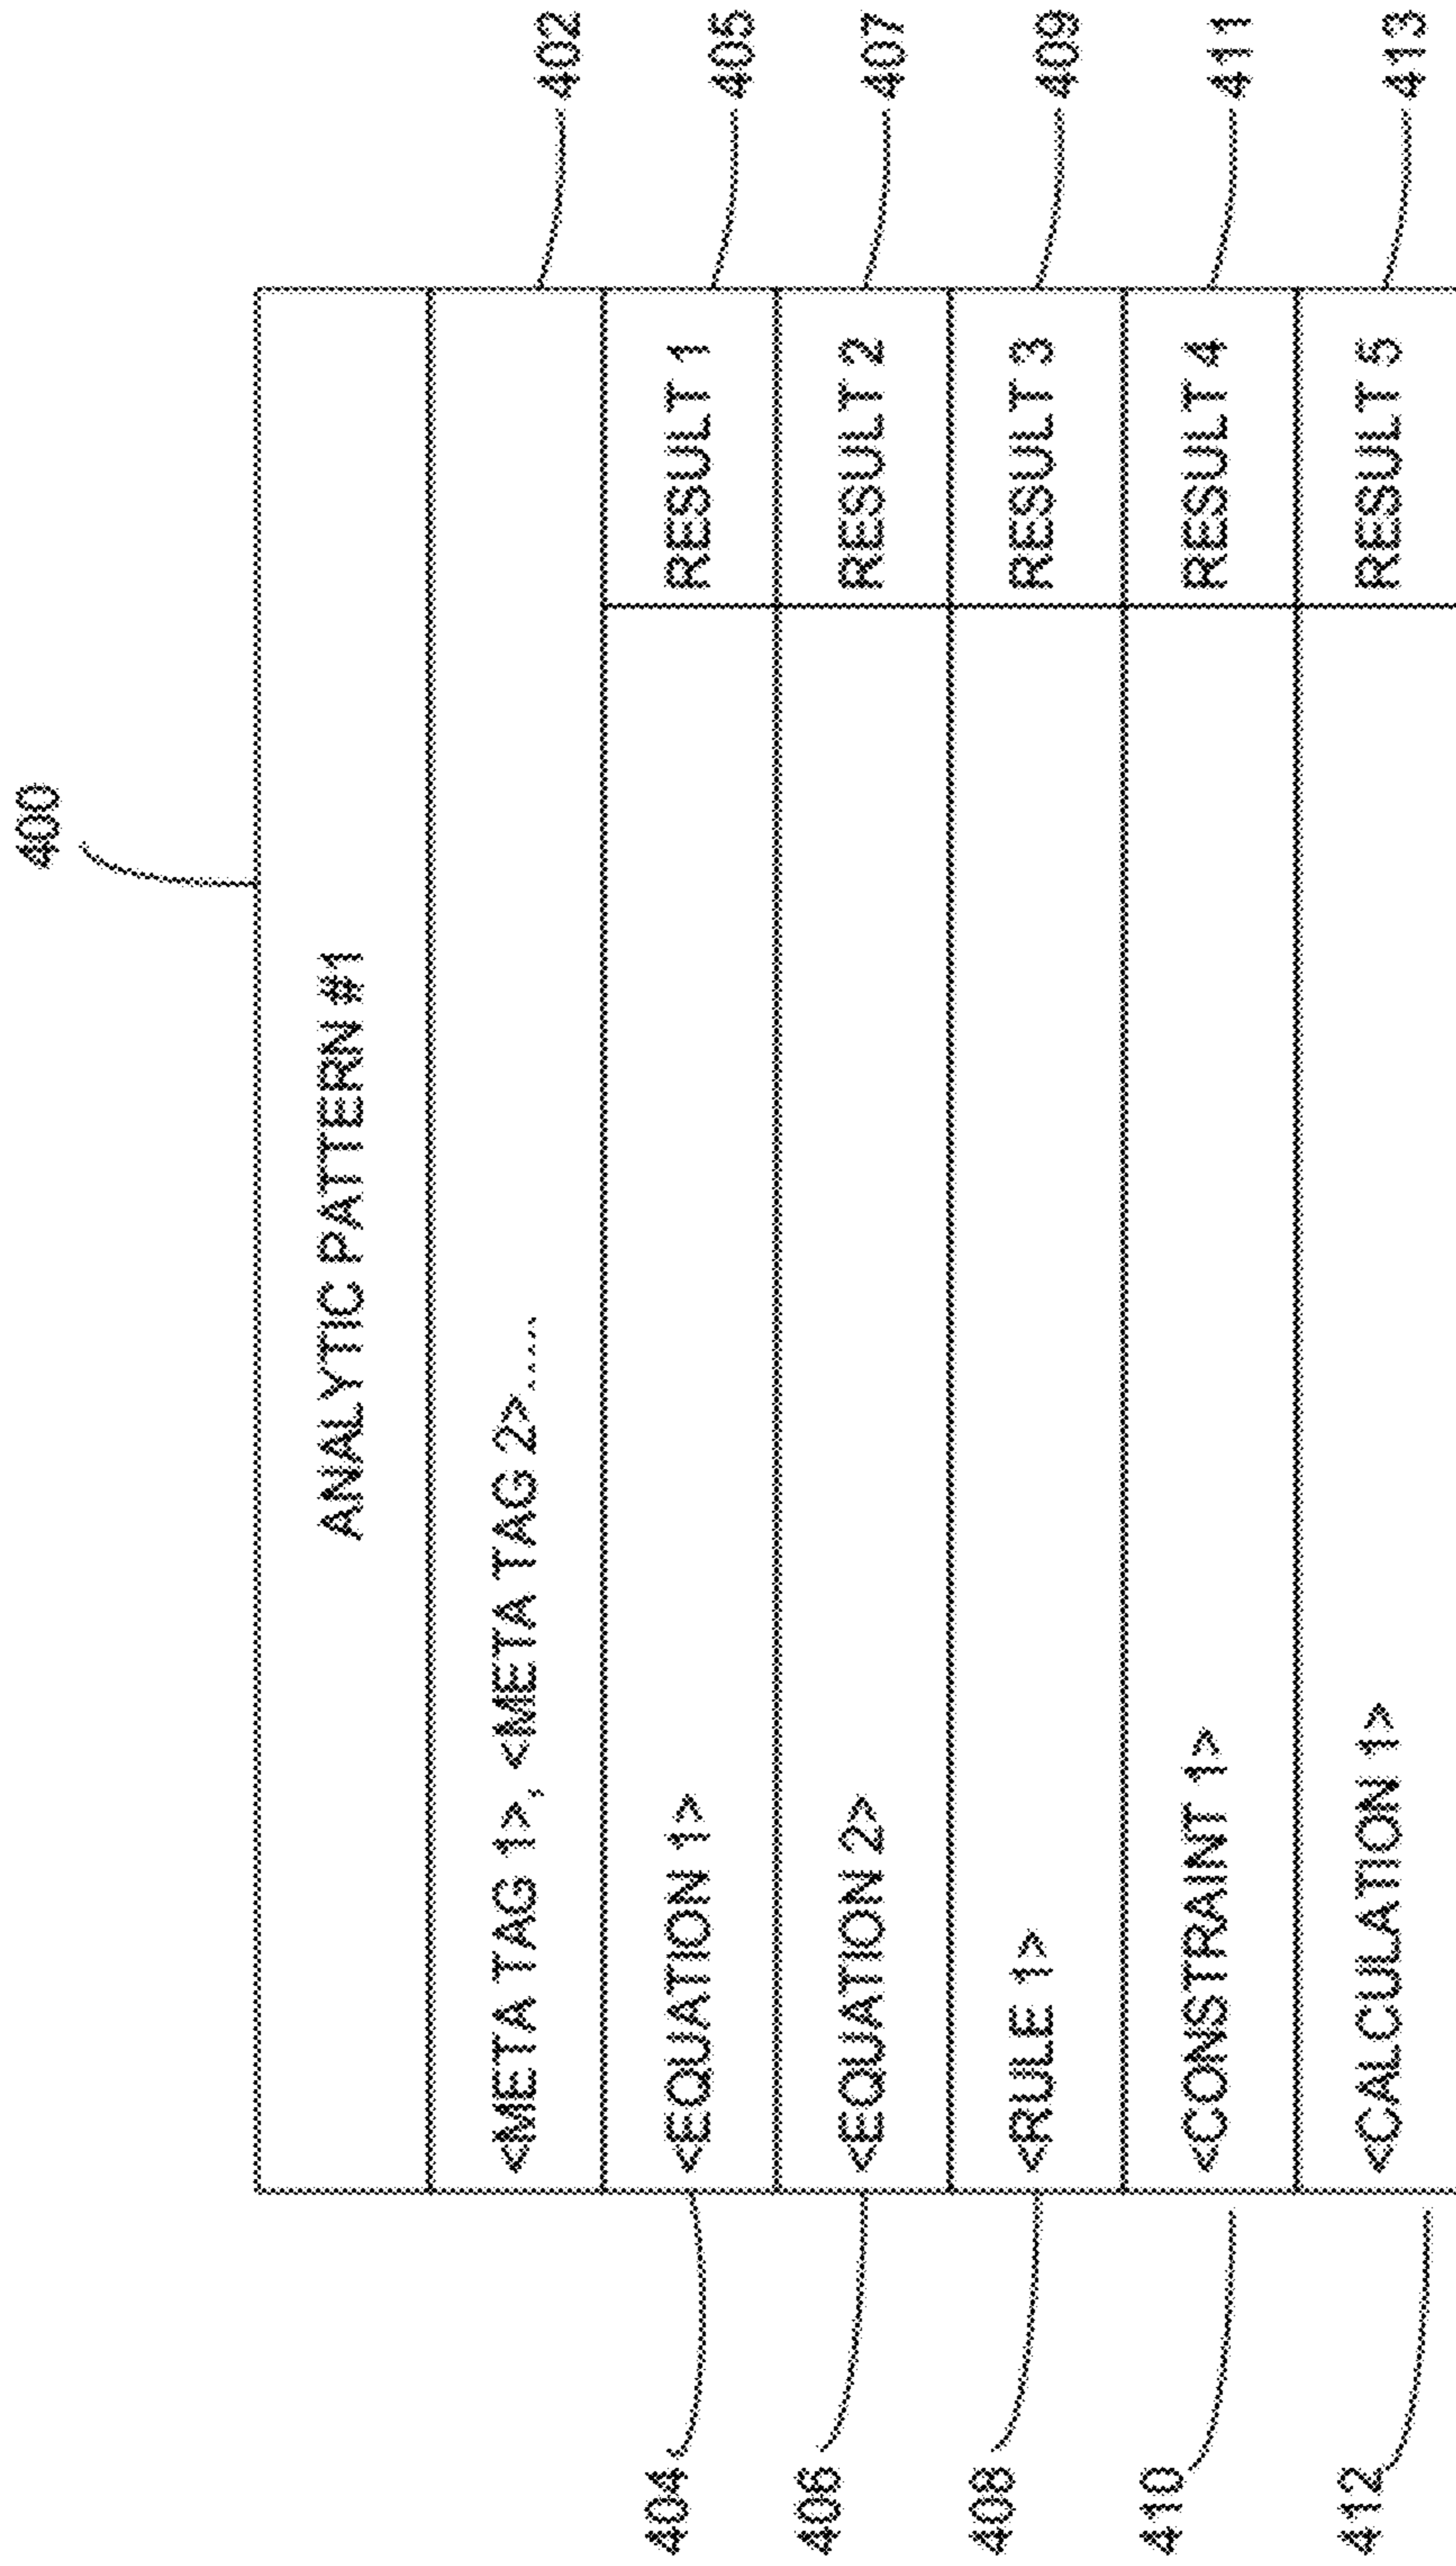 400
ANALYTIC PATTERN #1
<META TAG 1>, <META TAG 2>..... 402
404 <EQUATION 1> RESULT 1 405
406 <EQUATION 2> RESULT 2 407
408 <RULE 1> RESULT 3 409
410 <CONSTRAINT 1> RESULT 4 411
412 <CALCULATION 1> RESULT 5 413